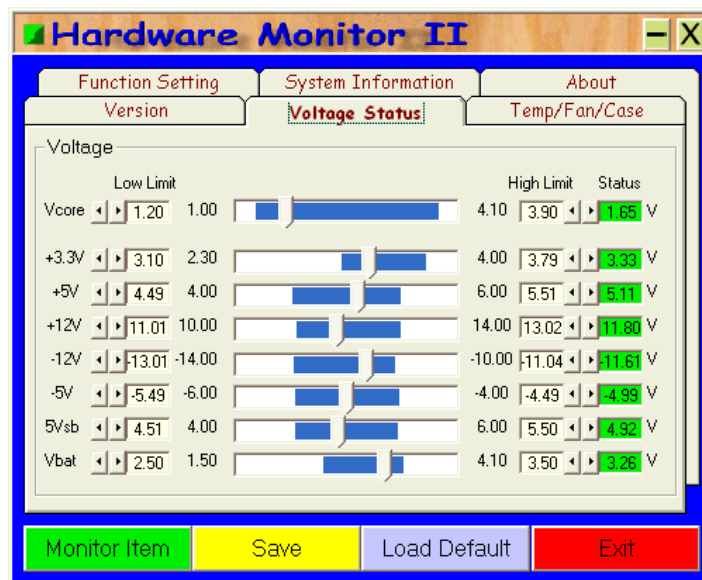 Hardware Monitor II
Function Setting System Information About
Version Voltage Status Temp/Fan/Case
Voltage
Low Limit High Limit Status
Vcore 1.20 1.00 4.10 3.90 1.65 V
+3.3V 3.10 2.30 4.00 3.79 3.33 V
+5V 4.49 4.00 6.00 5.51 5.11 V
+12V 11.01 10.00 14.00 13.02 11.80 V
-12V -13.01 -14.00 -10.00 -11.04 -11.61 V
-5V -5.49 -6.00 -4.00 -4.49 -4.99 V
5Vsb 4.51 4.00 6.00 5.50 4.92 V
Vbat 2.50 1.50 4.10 3.50 3.26 V
Monitor Item Save Load Default Exit